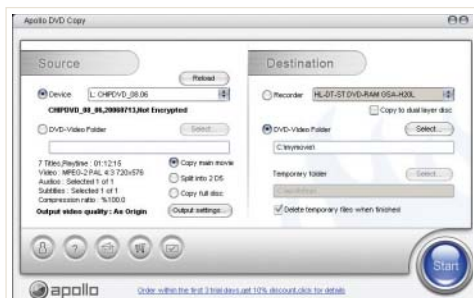 Apollo DVD Copy
Source
Reload
Device
L: CHIPDVD_08.06
CHIPDVD_08_06,20060713,Not Encrypted
DVD-Video Folder
Select...
7 Titles,Playtime : 01:12:15
Video : MPEG-2 PAL 4:3 720x576
Audios : Selected 1 of 1
Subtitles : Selected 1 of 1
Compression ratio : %100.0
Output video quality : As Origin
Copy main movie
Split into 2 D5
Copy full disc
Output settings...
Destination
Recorder
HL-DT-ST DVD-RAM GSA-H20L
Copy to dual layer disc
DVD-Video Folder
Select...
C:\mymovie\
Temporary folder
Select...
Delete temporary files when finished
Start
apollo
Order within the first 3 trial days,get 10% discount,click for details